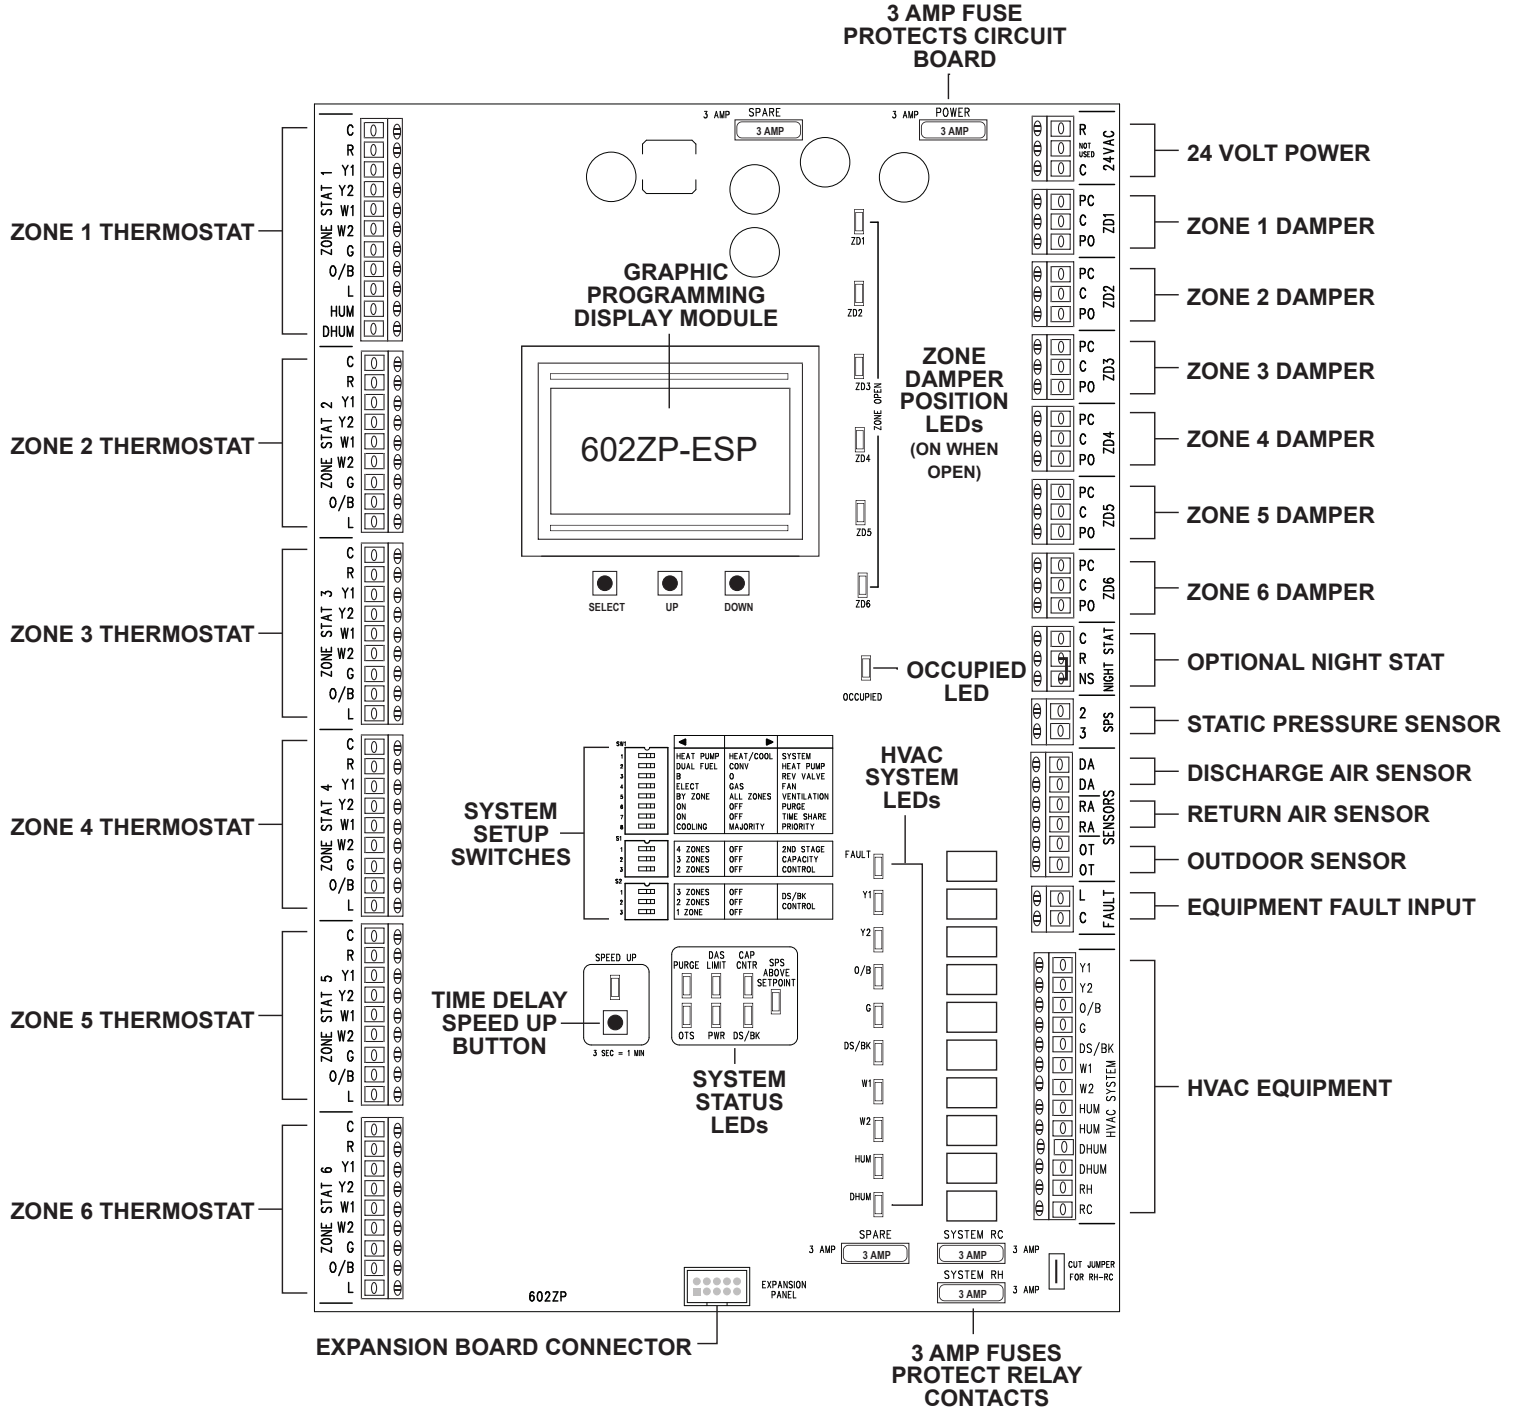 3 AMP FUSE
PROTECTS CIRCUIT
BOARD
3 AMP SPARE
3 AMP
3 AMP POWER
3 AMP
ZONE 1 THERMOSTAT
ZONE STAT 1
C
R
Y1
Y2
W1
W2
G
O/B
L
HUM
DHUM
ZONE 2 THERMOSTAT
ZONE STAT 2
C
R
Y1
Y2
W1
W2
G
O/B
L
ZONE 3 THERMOSTAT
ZONE STAT 3
C
R
Y1
Y2
W1
W2
G
O/B
L
ZONE 4 THERMOSTAT
ZONE STAT 4
C
R
Y1
Y2
W1
W2
G
O/B
L
ZONE 5 THERMOSTAT
ZONE STAT 5
C
R
Y1
Y2
W1
W2
G
O/B
L
ZONE 6 THERMOSTAT
ZONE STAT 6
C
R
Y1
Y2
W1
W2
G
O/B
L
GRAPHIC
PROGRAMMING
DISPLAY MODULE
602ZP-ESP
SELECT
UP
DOWN
ZD1
ZD2
ZD3
ZD4
ZD5
ZD6
ZONE OPEN
ZONE
DAMPER
POSITION
LEDs
(ON WHEN
OPEN)
OCCUPIED
OCCUPIED
LED
SYSTEM
SETUP
SWITCHES
SW1
1
2
3
4
5
6
7
8
HEAT PUMP HEAT/COOL SYSTEM
DUAL FUEL CONV HEAT PUMP
B O REV VALVE
ELECT GAS FAN
BY ZONE ALL ZONES VENTILATION
ON OFF PURGE
ON OFF TIME SHARE
COOLING MAJORITY PRIORITY
S1
1
2
3
4 ZONES OFF 2ND STAGE
3 ZONES OFF CAPACITY
2 ZONES OFF CONTROL
S2
1
2
3
3 ZONES OFF
2 ZONES OFF
1 ZONE OFF
DS/BK
CONTROL
TIME DELAY
SPEED UP
BUTTON
SPEED UP
3 SEC = 1 MIN
PURGE
DAS
LIMIT
CAP
CNTR
SPS
ABOVE
SETPOINT
OTS
PWR
DS/BK
SYSTEM
STATUS
LEDs
HVAC
SYSTEM
LEDs
FAULT
Y1
Y2
O/B
G
DS/BK
W1
W2
HUM
DHUM
SPARE
3 AMP
3 AMP
SYSTEM RC
3 AMP
3 AMP
SYSTEM RH
3 AMP
3 AMP
CUT JUMPER
FOR RH-RC
602ZP
EXPANSION
PANEL
EXPANSION BOARD CONNECTOR
3 AMP FUSES
PROTECT RELAY
CONTACTS
R
NOT
USED
C
24VAC
24 VOLT POWER
PC
C
PO
ZD1
ZONE 1 DAMPER
PC
C
PO
ZD2
ZONE 2 DAMPER
PC
C
PO
ZD3
ZONE 3 DAMPER
PC
C
PO
ZD4
ZONE 4 DAMPER
PC
C
PO
ZD5
ZONE 5 DAMPER
PC
C
PO
ZD6
ZONE 6 DAMPER
C
R
NS
NIGHT STAT
OPTIONAL NIGHT STAT
2
3
SPS
STATIC PRESSURE SENSOR
DA
DA
RA
RA
OT
OT
SENSORS
DISCHARGE AIR SENSOR
RETURN AIR SENSOR
OUTDOOR SENSOR
L
C
FAULT
EQUIPMENT FAULT INPUT
Y1
Y2
O/B
G
DS/BK
W1
W2
HUM
HUM
DHUM
DHUM
RH
RC
HVAC SYSTEM
HVAC EQUIPMENT